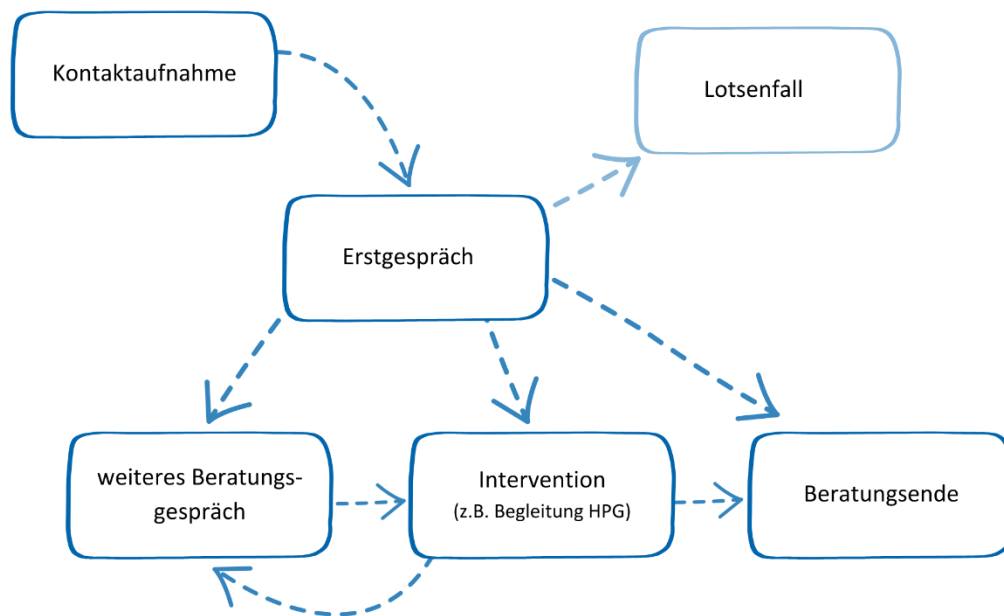 Kontaktaufnahme
Lotsenfall
Erstgespräch
weiteres Beratungs-
gespräch
Intervention
(z.B. Begleitung HPG)
Beratungsende